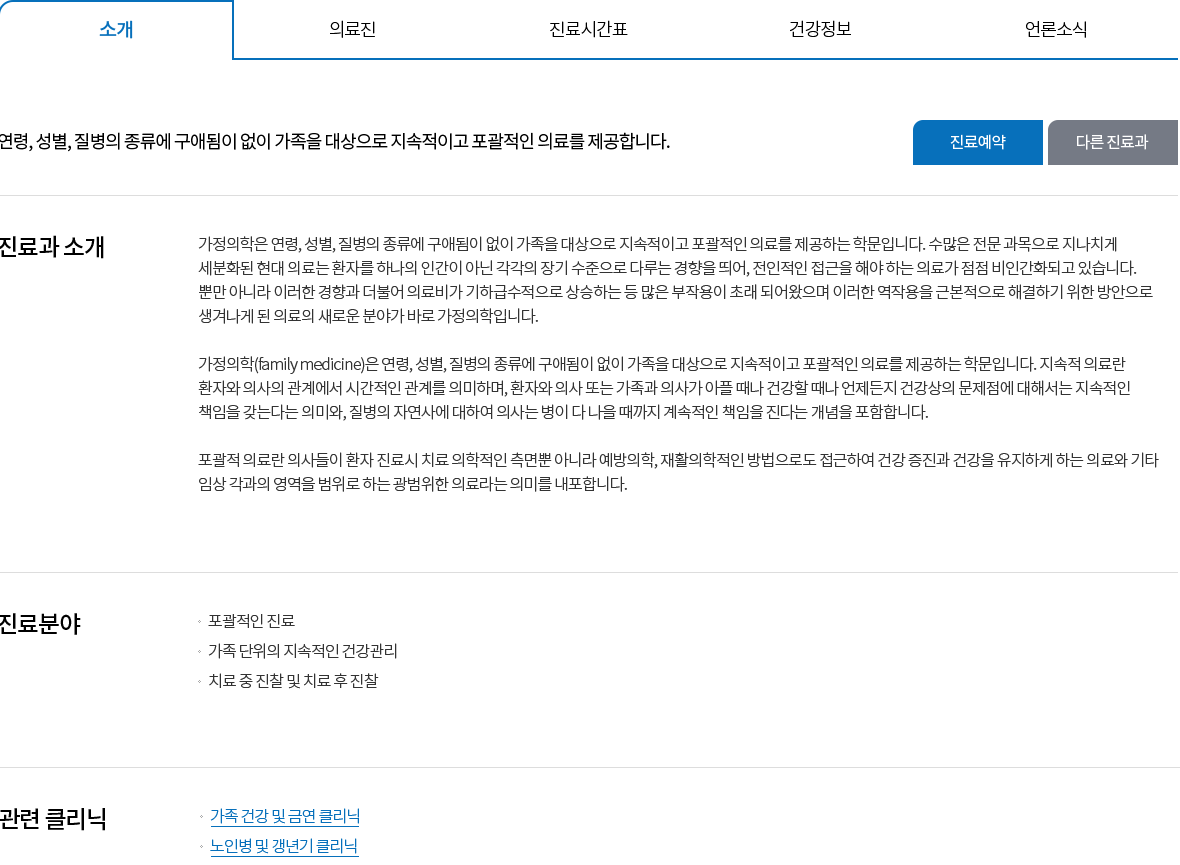 소개
의료진
진료시간표
건강정보
언론소식
연령, 성별, 질병의 종류에 구애됨이 없이 가족을 대상으로 지속적이고 포괄적인 의료를 제공합니다.
진료예약
다른 진료과
진료과 소개
가정의학은 연령, 성별, 질병의 종류에 구애됨이 없이 가족을 대상으로 지속적이고 포괄적인 의료를 제공하는 학문입니다. 수많은 전문 과목으로 지나치게
세분화된 현대 의료는 환자를 하나의 인간이 아닌 각각의 장기 수준으로 다루는 경향을 띄어, 전인적인 접근을 해야 하는 의료가 점점 비인간화되고 있습니다.
뿐만 아니라 이러한 경향과 더불어 의료비가 기하급수적으로 상승하는 등 많은 부작용이 초래 되어왔으며 이러한 역작용을 근본적으로 해결하기 위한 방안으로
생겨나게 된 의료의 새로운 분야가 바로 가정의학입니다.
가정의학(family medicine)은 연령, 성별, 질병의 종류에 구애됨이 없이 가족을 대상으로 지속적이고 포괄적인 의료를 제공하는 학문입니다. 지속적 의료란
환자와 의사의 관계에서 시간적인 관계를 의미하며, 환자와 의사 또는 가족과 의사가 아플 때나 건강할 때나 언제든지 건강상의 문제점에 대해서는 지속적인
책임을 갖는다는 의미와, 질병의 자연사에 대하여 의사는 병이 다 나을 때까지 계속적인 책임을 진다는 개념을 포함합니다.
포괄적 의료란 의사들이 환자 진료시 치료 의학적인 측면뿐 아니라 예방의학, 재활의학적인 방법으로도 접근하여 건강 증진과 건강을 유지하게 하는 의료와 기타
임상 각과의 영역을 범위로 하는 광범위한 의료라는 의미를 내포합니다.
진료분야
포괄적인 진료
가족 단위의 지속적인 건강관리
치료 중 진찰 및 치료 후 진찰
관련 클리닉
가족 건강 및 금연 클리닉
노인병 및 갱년기 클리닉